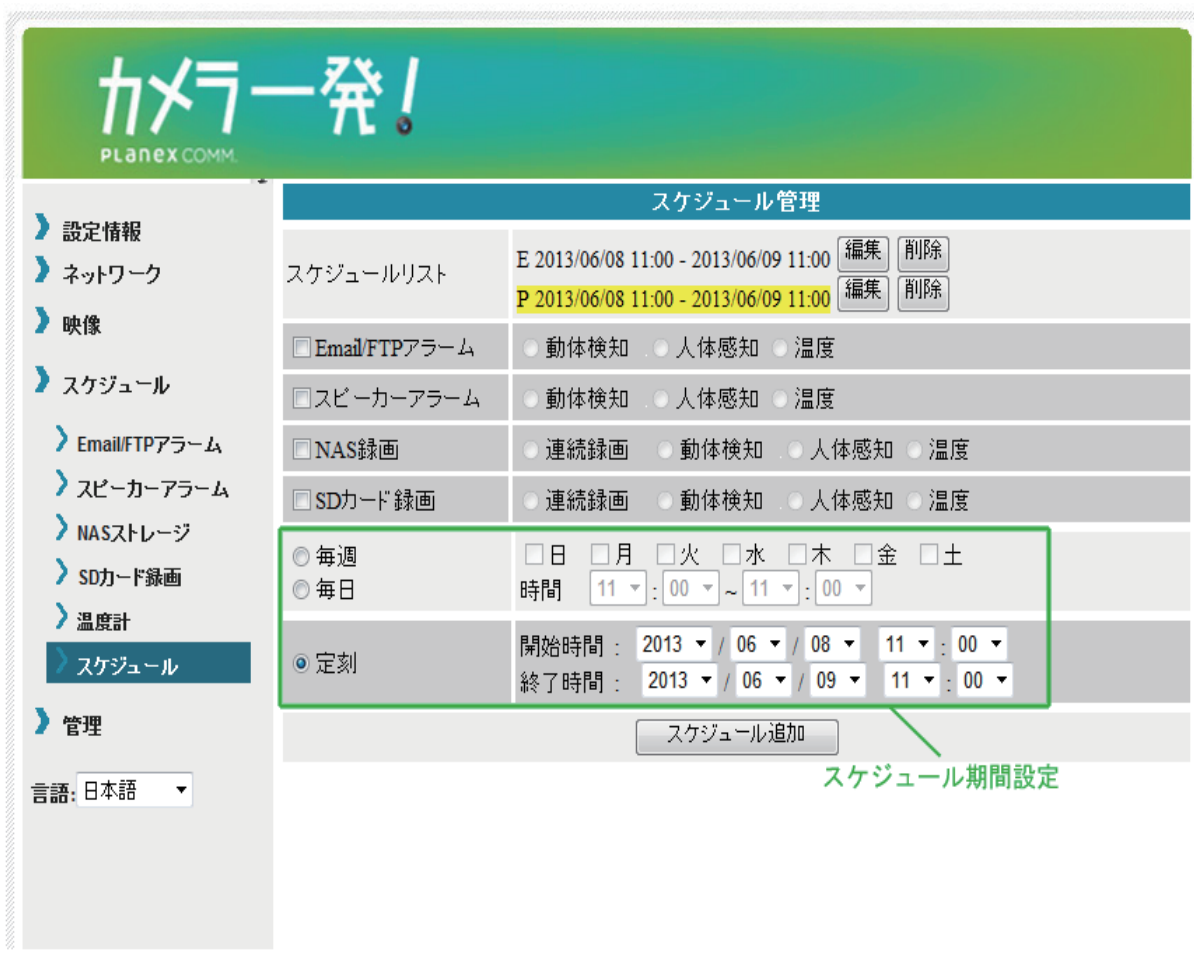 カメラ一発!
PLANEX COMM.
設定情報
ネットワーク
映像
スケジュール
Email/FTPアラーム
スピーカーアラーム
NASストレージ
SDカード録画
温度計
スケジュール
管理
言語: 日本語
スケジュール管理
スケジュールリスト
E 2013/06/08 11:00 - 2013/06/09 11:00 編集 削除
P 2013/06/08 11:00 - 2013/06/09 11:00 編集 削除
Email/FTPアラーム 動体検知 人体感知 温度
スピーカーアラーム 動体検知 人体感知 温度
NAS録画 連続録画 動体検知 人体感知 温度
SDカード録画 連続録画 動体検知 人体感知 温度
毎週 日 月 火 水 木 金 土
毎日 時間 11 : 00 ~ 11 : 00
定刻
開始時間 : 2013 / 06 / 08 11 : 00
終了時間 : 2013 / 06 / 09 11 : 00
スケジュール追加
スケジュール期間設定